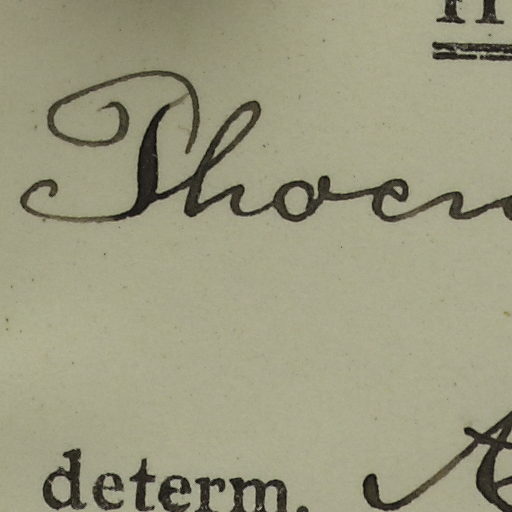 H
Phoen
determ. A